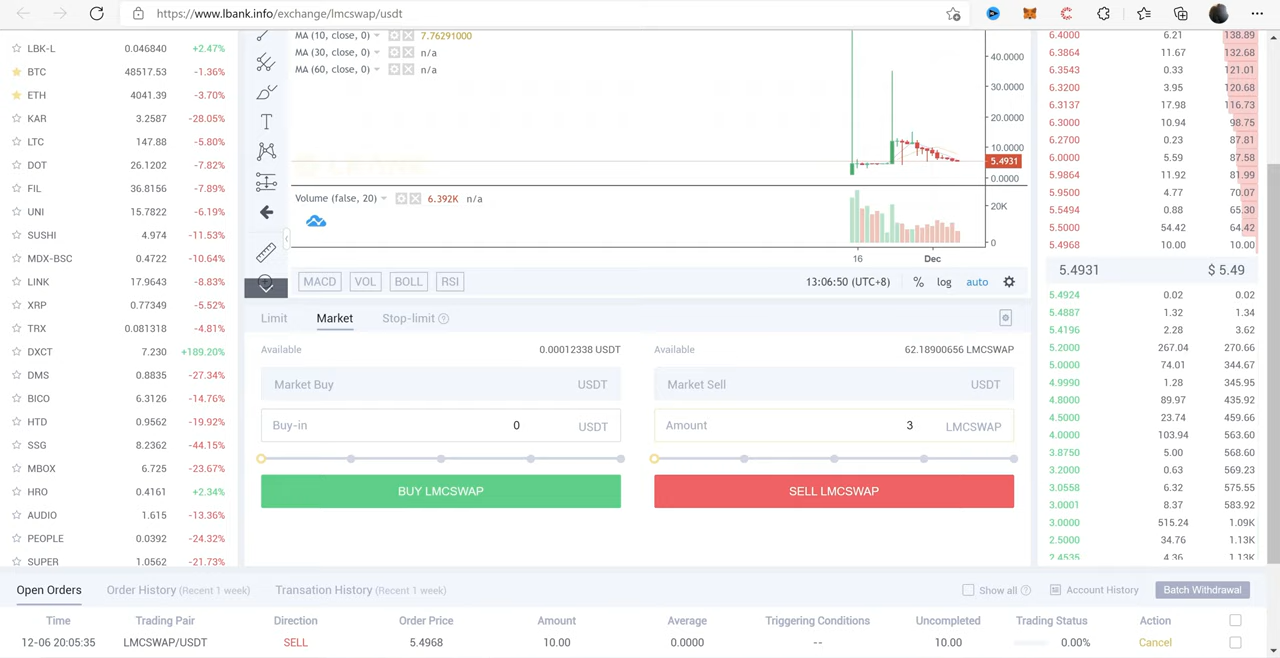 https://www.lbank.info/exchange/lmcswap/usdt
LBK-L 0.046840 +2.47%
BTC 48517.53 -1.36%
ETH 4041.39 -3.70%
KAR 3.2587 -28.05%
LTC 147.88 -5.80%
DOT 26.1202 -7.82%
FIL 36.8156 -7.89%
UNI 15.7822 -6.19%
SUSHI 4.974 -11.53%
MDX-BSC 0.4722 -10.64%
LINK 17.9643 -8.83%
XRP 0.77349 -5.52%
TRX 0.081318 -4.81%
DXCT 7.230 +189.20%
DMS 0.8835 -27.34%
BICO 6.3126 -14.76%
HTD 0.9562 -19.92%
SSG 8.2362 -44.15%
MBOX 6.725 -23.67%
HRO 0.4161 +2.34%
AUDIO 1.615 -13.36%
PEOPLE 0.0392 -24.32%
SUPER 1.0562 -21.73%
MA (10, close, 0) 7.76291000
MA (30, close, 0) n/a
MA (60, close, 0) n/a
40.0000
30.0000
20.0000
10.0000
5.4931
0.0000
Volume (false, 20) 6.392K n/a
20K
0
16 Dec
MACD VOL BOLL RSI 13:06:50 (UTC+8) % log auto
Limit Market Stop-limit
Available 0.00012338 USDT
Market Buy USDT
Buy-in 0 USDT
BUY LMCSWAP
Available 62.18900656 LMCSWAP
Market Sell USDT
Amount 3 LMCSWAP
SELL LMCSWAP
6.4000 6.21 138.89
6.3864 11.67 132.68
6.3543 0.33 121.01
6.3200 3.95 120.68
6.3137 17.98 116.73
6.3000 10.94 98.75
6.2700 0.23 87.81
6.0000 5.59 87.58
5.9864 11.92 81.99
5.9500 4.77 70.07
5.5494 0.88 65.30
5.5000 54.42 64.42
5.4968 10.00 10.00
5.4931 $ 5.49
5.4924 0.02 0.02
5.4887 1.32 1.34
5.4196 2.28 3.62
5.2000 267.04 270.66
5.0000 74.01 344.67
4.9990 1.28 345.95
4.8000 89.97 435.92
4.5000 23.74 459.66
4.0000 103.94 563.60
3.8750 5.00 568.60
3.2000 0.63 569.23
3.0558 6.32 575.55
3.0001 8.37 583.92
3.0000 515.24 1.09K
2.5000 34.76 1.13K
2.4535 4.36 1.13K
Open Orders Order History (Recent 1 week) Transation History (Recent 1 week) Show all Account History Batch Withdrawal
Time Trading Pair Direction Order Price Amount Average Triggering Conditions Uncompleted Trading Status Action
12-06 20:05:35 LMCSWAP/USDT SELL 5.4968 10.00 0.0000 -- 10.00 0.00% Cancel